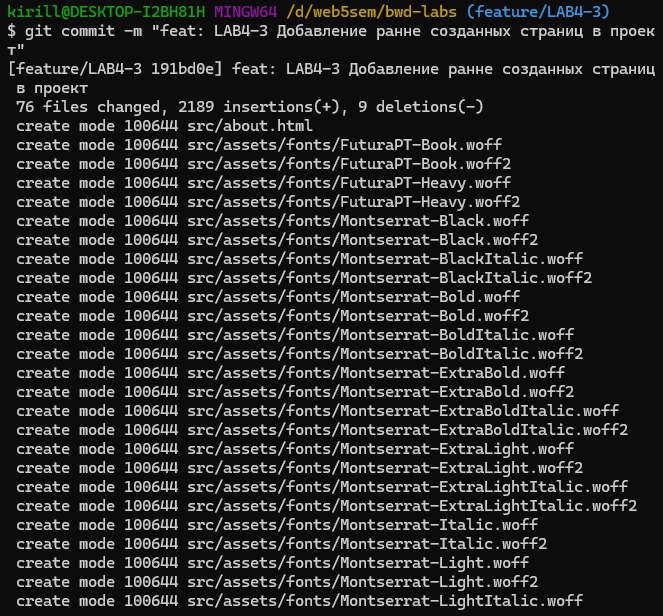 kirill@DESKTOP-I2BH81H MINGW64 /d/web5sem/bwd-labs (feature/LAB4-3)
$ git commit -m "feat: LAB4-3 Добавление ранне созданных страниц в проек
т"
[feature/LAB4-3 191bd0e] feat: LAB4-3 Добавление ранне созданных страниц
 в проект
 76 files changed, 2189 insertions(+), 9 deletions(-)
 create mode 100644 src/about.html
 create mode 100644 src/assets/fonts/FuturaPT-Book.woff
 create mode 100644 src/assets/fonts/FuturaPT-Book.woff2
 create mode 100644 src/assets/fonts/FuturaPT-Heavy.woff
 create mode 100644 src/assets/fonts/FuturaPT-Heavy.woff2
 create mode 100644 src/assets/fonts/Montserrat-Black.woff
 create mode 100644 src/assets/fonts/Montserrat-Black.woff2
 create mode 100644 src/assets/fonts/Montserrat-BlackItalic.woff
 create mode 100644 src/assets/fonts/Montserrat-BlackItalic.woff2
 create mode 100644 src/assets/fonts/Montserrat-Bold.woff
 create mode 100644 src/assets/fonts/Montserrat-Bold.woff2
 create mode 100644 src/assets/fonts/Montserrat-BoldItalic.woff
 create mode 100644 src/assets/fonts/Montserrat-BoldItalic.woff2
 create mode 100644 src/assets/fonts/Montserrat-ExtraBold.woff
 create mode 100644 src/assets/fonts/Montserrat-ExtraBold.woff2
 create mode 100644 src/assets/fonts/Montserrat-ExtraBoldItalic.woff
 create mode 100644 src/assets/fonts/Montserrat-ExtraBoldItalic.woff2
 create mode 100644 src/assets/fonts/Montserrat-ExtraLight.woff
 create mode 100644 src/assets/fonts/Montserrat-ExtraLight.woff2
 create mode 100644 src/assets/fonts/Montserrat-ExtraLightItalic.woff
 create mode 100644 src/assets/fonts/Montserrat-ExtraLightItalic.woff2
 create mode 100644 src/assets/fonts/Montserrat-Italic.woff
 create mode 100644 src/assets/fonts/Montserrat-Italic.woff2
 create mode 100644 src/assets/fonts/Montserrat-Light.woff
 create mode 100644 src/assets/fonts/Montserrat-Light.woff2
 create mode 100644 src/assets/fonts/Montserrat-LightItalic.woff